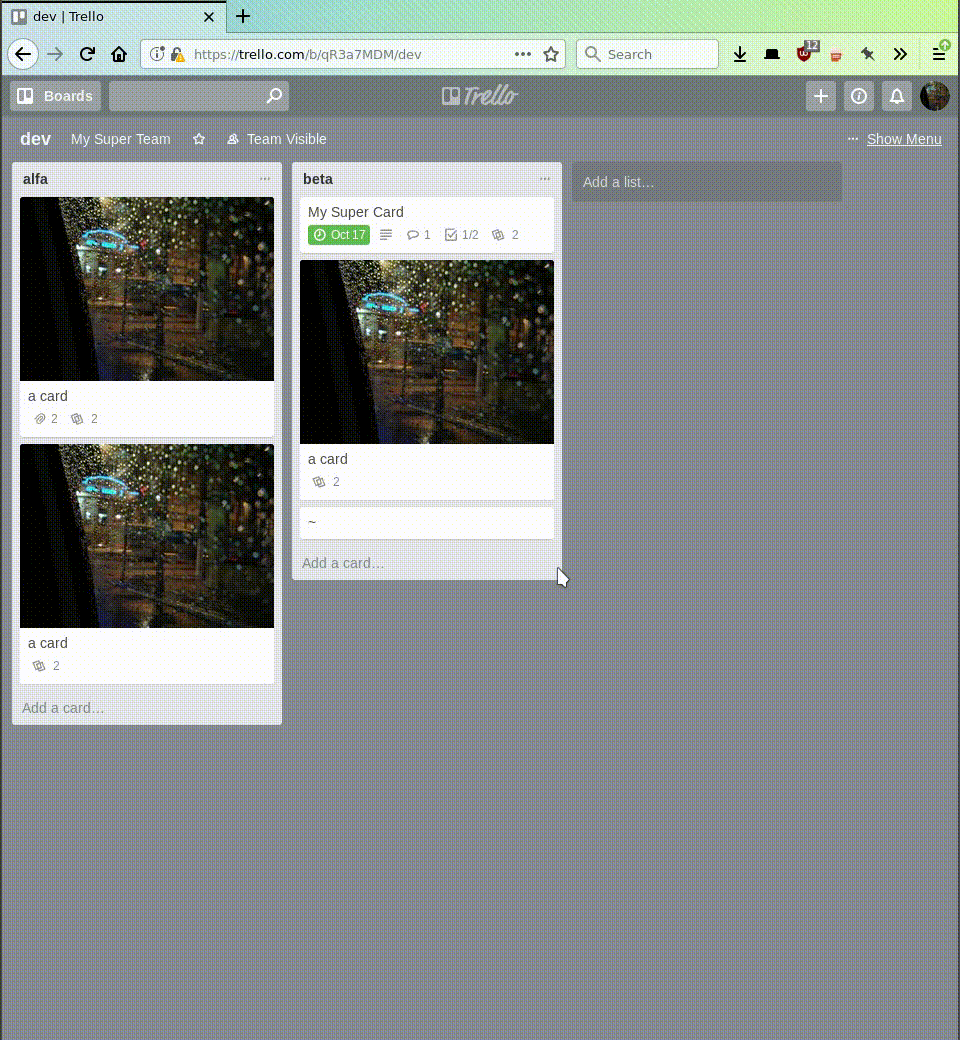 dev | Trello
https://trello.com/b/qR3a7MDM/dev
Search
12
Boards
Trello
dev
My Super Team
Team Visible
Show Menu
alfa
a card
2 2
a card
2
Add a card…
beta
My Super Card
Oct 17 1 1/2 2
a card
2
~
Add a card…
Add a list…